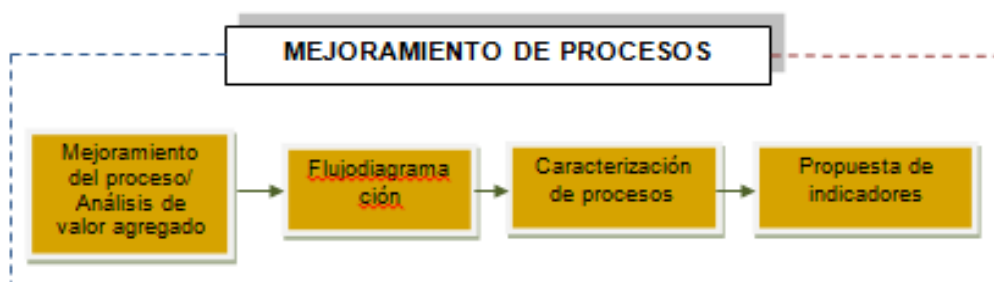 MEJORAMIENTO DE PROCESOS
Mejoramiento
del proceso/
Análisis de
valor agregado
Flujodiagrama
ción
Caracterización
de procesos
Propuesta de
indicadores